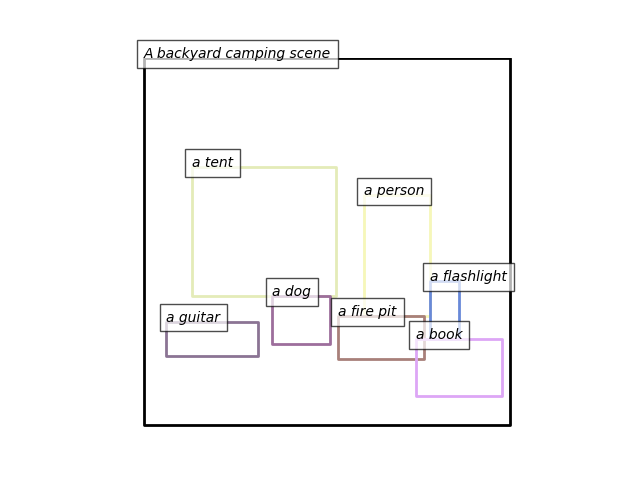 A backyard camping scene
a tent
a person
a flashlight
a dog
a fire pit
a guitar
a book